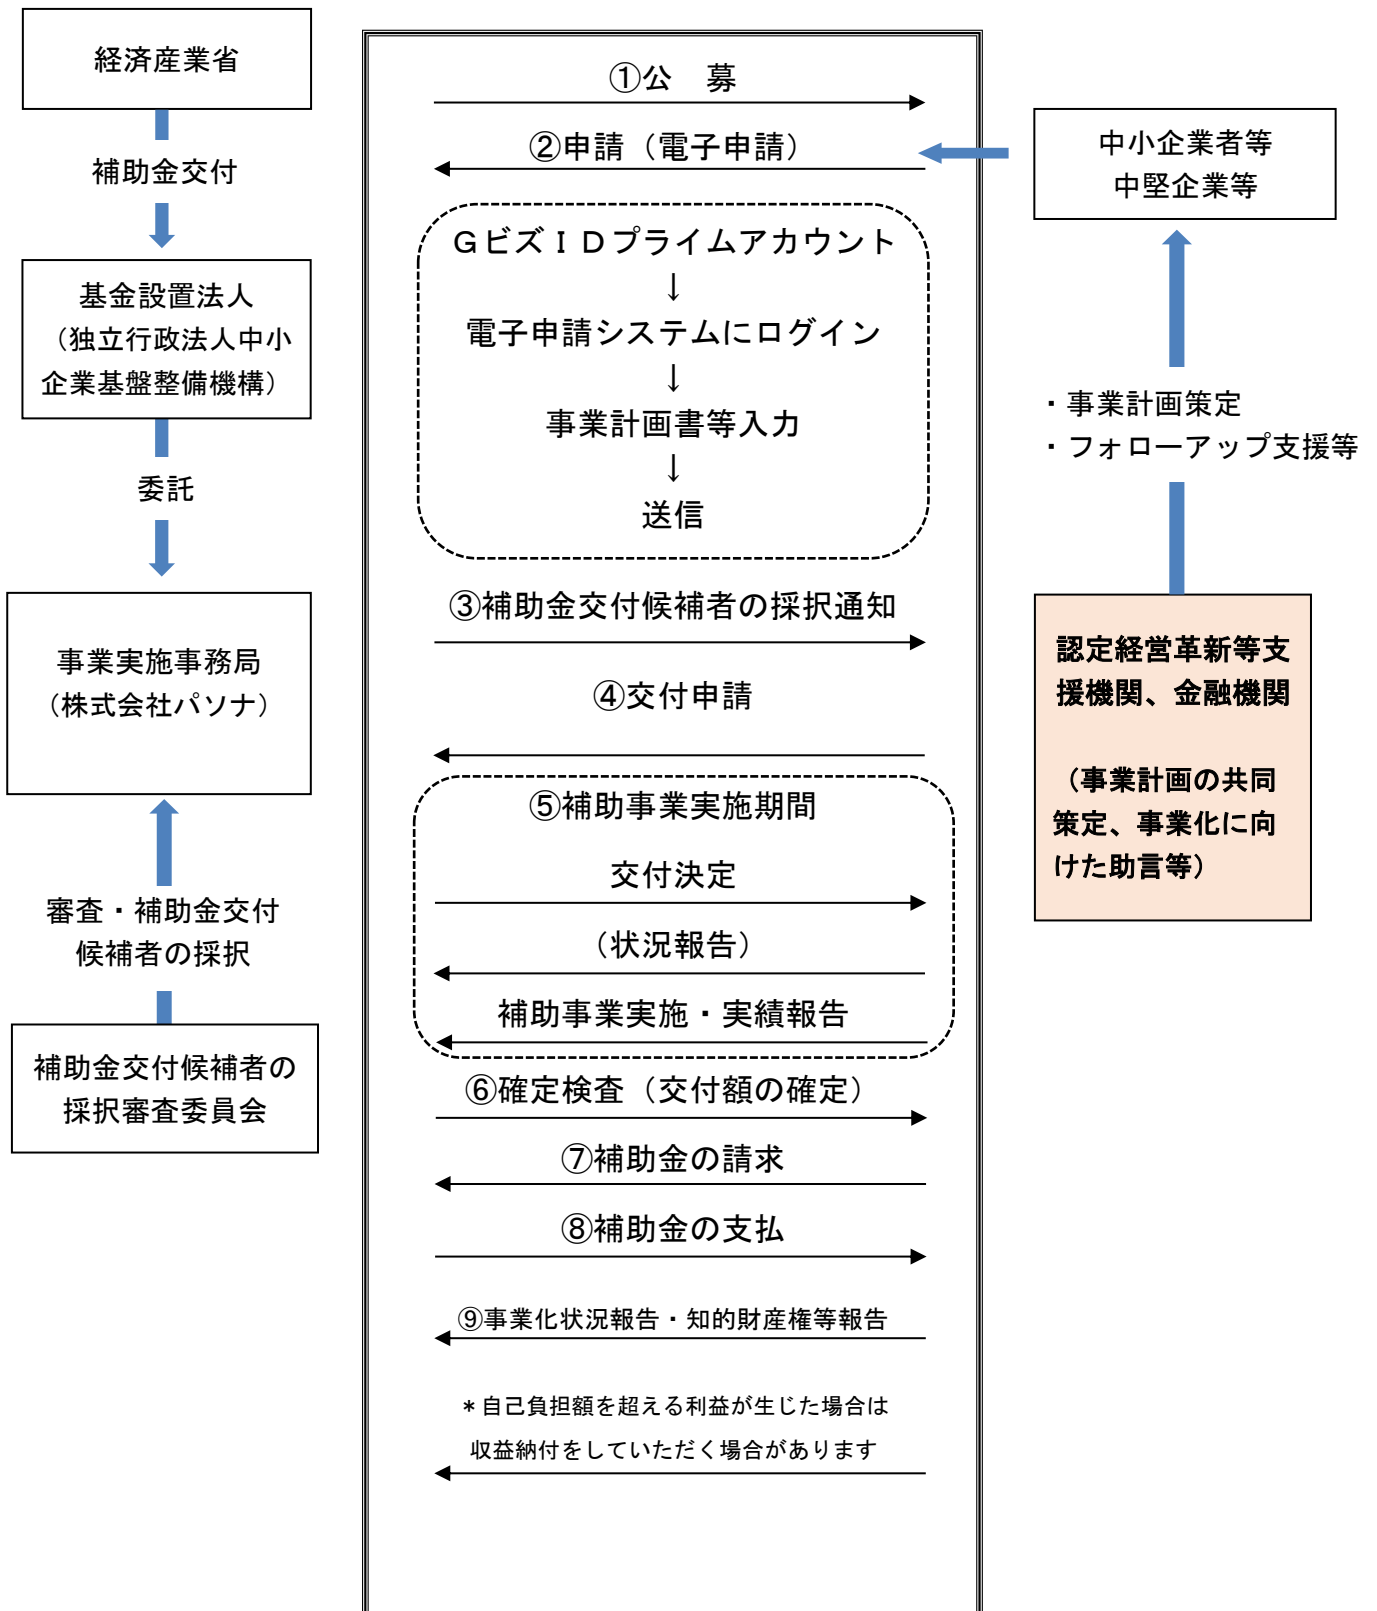 経済産業省
補助金交付
基金設置法人
（独立行政法人中小
企業基盤整備機構）
委託
事業実施事務局
（株式会社パソナ）
審査・補助金交付
候補者の採択
補助金交付候補者の
採択審査委員会
①公　募
②申請（電子申請）
ＧビズＩＤプライムアカウント
↓
電子申請システムにログイン
↓
事業計画書等入力
↓
送信
③補助金交付候補者の採択通知
④交付申請
⑤補助事業実施期間
交付決定
（状況報告）
補助事業実施・実績報告
⑥確定検査（交付額の確定）
⑦補助金の請求
⑧補助金の支払
⑨事業化状況報告・知的財産権等報告
＊自己負担額を超える利益が生じた場合は
収益納付をしていただく場合があります
中小企業者等
中堅企業等
・事業計画策定
・フォローアップ支援等
認定経営革新等支
援機関、金融機関
（事業計画の共同
策定、事業化に向
けた助言等）